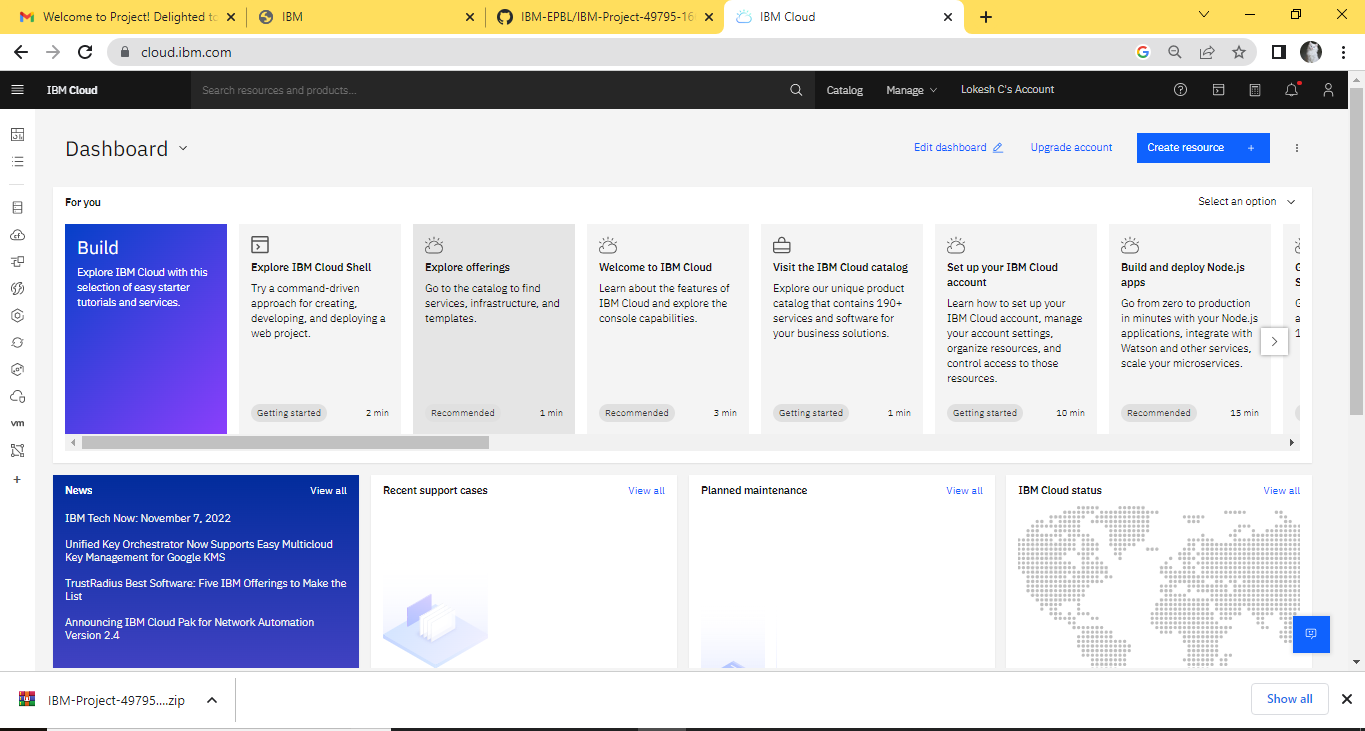 Welcome to Project! Delighted to
IBM
IBM-EPBL/IBM-Project-49795-16
IBM Cloud
cloud.ibm.com
IBM Cloud
Search resources and products...
Catalog
Manage
Lokesh C's Account
Dashboard
Edit dashboard
Upgrade account
Create resource +
For you
Select an option
Build
Explore IBM Cloud with this
selection of easy starter
tutorials and services.
Explore IBM Cloud Shell
Try a command-driven
approach for creating,
developing, and deploying a
web project.
Getting started
2 min
Explore offerings
Go to the catalog to find
services, infrastructure, and
templates.
Recommended
1 min
Welcome to IBM Cloud
Learn about the features of
IBM Cloud and explore the
console capabilities.
Recommended
3 min
Visit the IBM Cloud catalog
Explore our unique product
catalog that contains 190+
services and software for
your business solutions.
Getting started
1 min
Set up your IBM Cloud
account
Learn how to set up your
IBM Cloud account, manage
your account settings,
organize resources, and
control access to those
resources.
Getting started
10 min
Build and deploy Node.js
apps
Go from zero to production
in minutes with your Node.js
applications, integrate with
Watson and other services,
scale your microservices.
Recommended
15 min
vm
News
View all
IBM Tech Now: November 7, 2022
Unified Key Orchestrator Now Supports Easy Multicloud
Key Management for Google KMS
TrustRadius Best Software: Five IBM Offerings to Make the
List
Announcing IBM Cloud Pak for Network Automation
Version 2.4
Recent support cases
View all
Planned maintenance
View all
IBM Cloud status
View all
IBM-Project-49795....zip
Show all